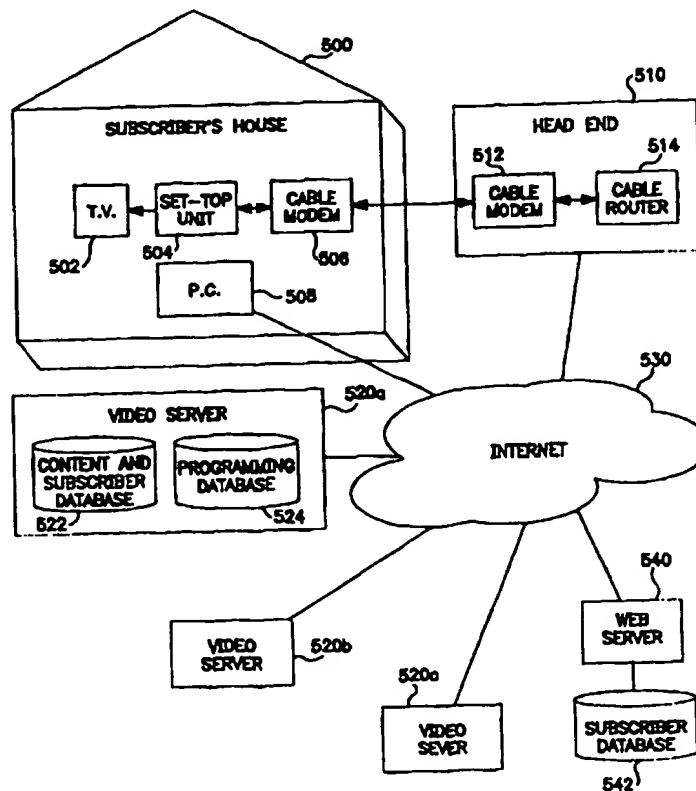 500
510
SUBSCRIBER'S HOUSE
HEAD END
512
514
T.V.
SET-TOP
UNIT
CABLE
MODEM
CABLE
MODEM
CABLE
ROUTER
502
504
506
P.C.
508
530
520a
VIDEO SERVER
CONTENT AND
SUBSCRIBER
DATABASE
PROGRAMMING
DATABASE
522
524
INTERNET
540
WEB
SERVER
VIDEO
SERVER
520b
520c
VIDEO
SEVER
SUBSCRIBER
DATABASE
542